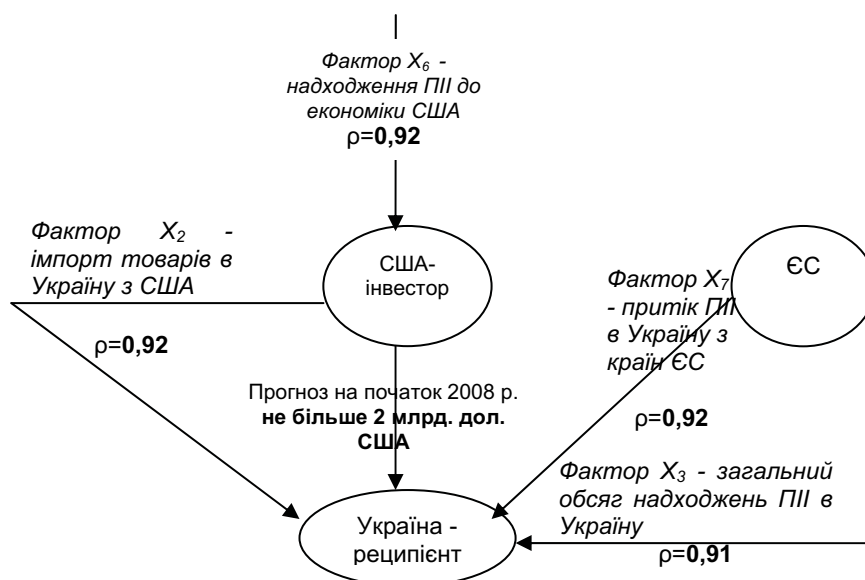 Фактор X6 -
надходження ПІІ до
економіки США
ρ=0,92
Фактор X2 -
імпорт товарів в
Україну з США
ρ=0,92
США-
інвестор
Фактор X7
- притік ПІІ
в Україну з
країн ЄС
ρ=0,92
ЄС
Прогноз на початок 2008 р.
не більше 2 млрд. дол.
США
Фактор X3 - загальний
обсяг надходжень ПІІ в
Україну
ρ=0,91
Україна -
реципієнт